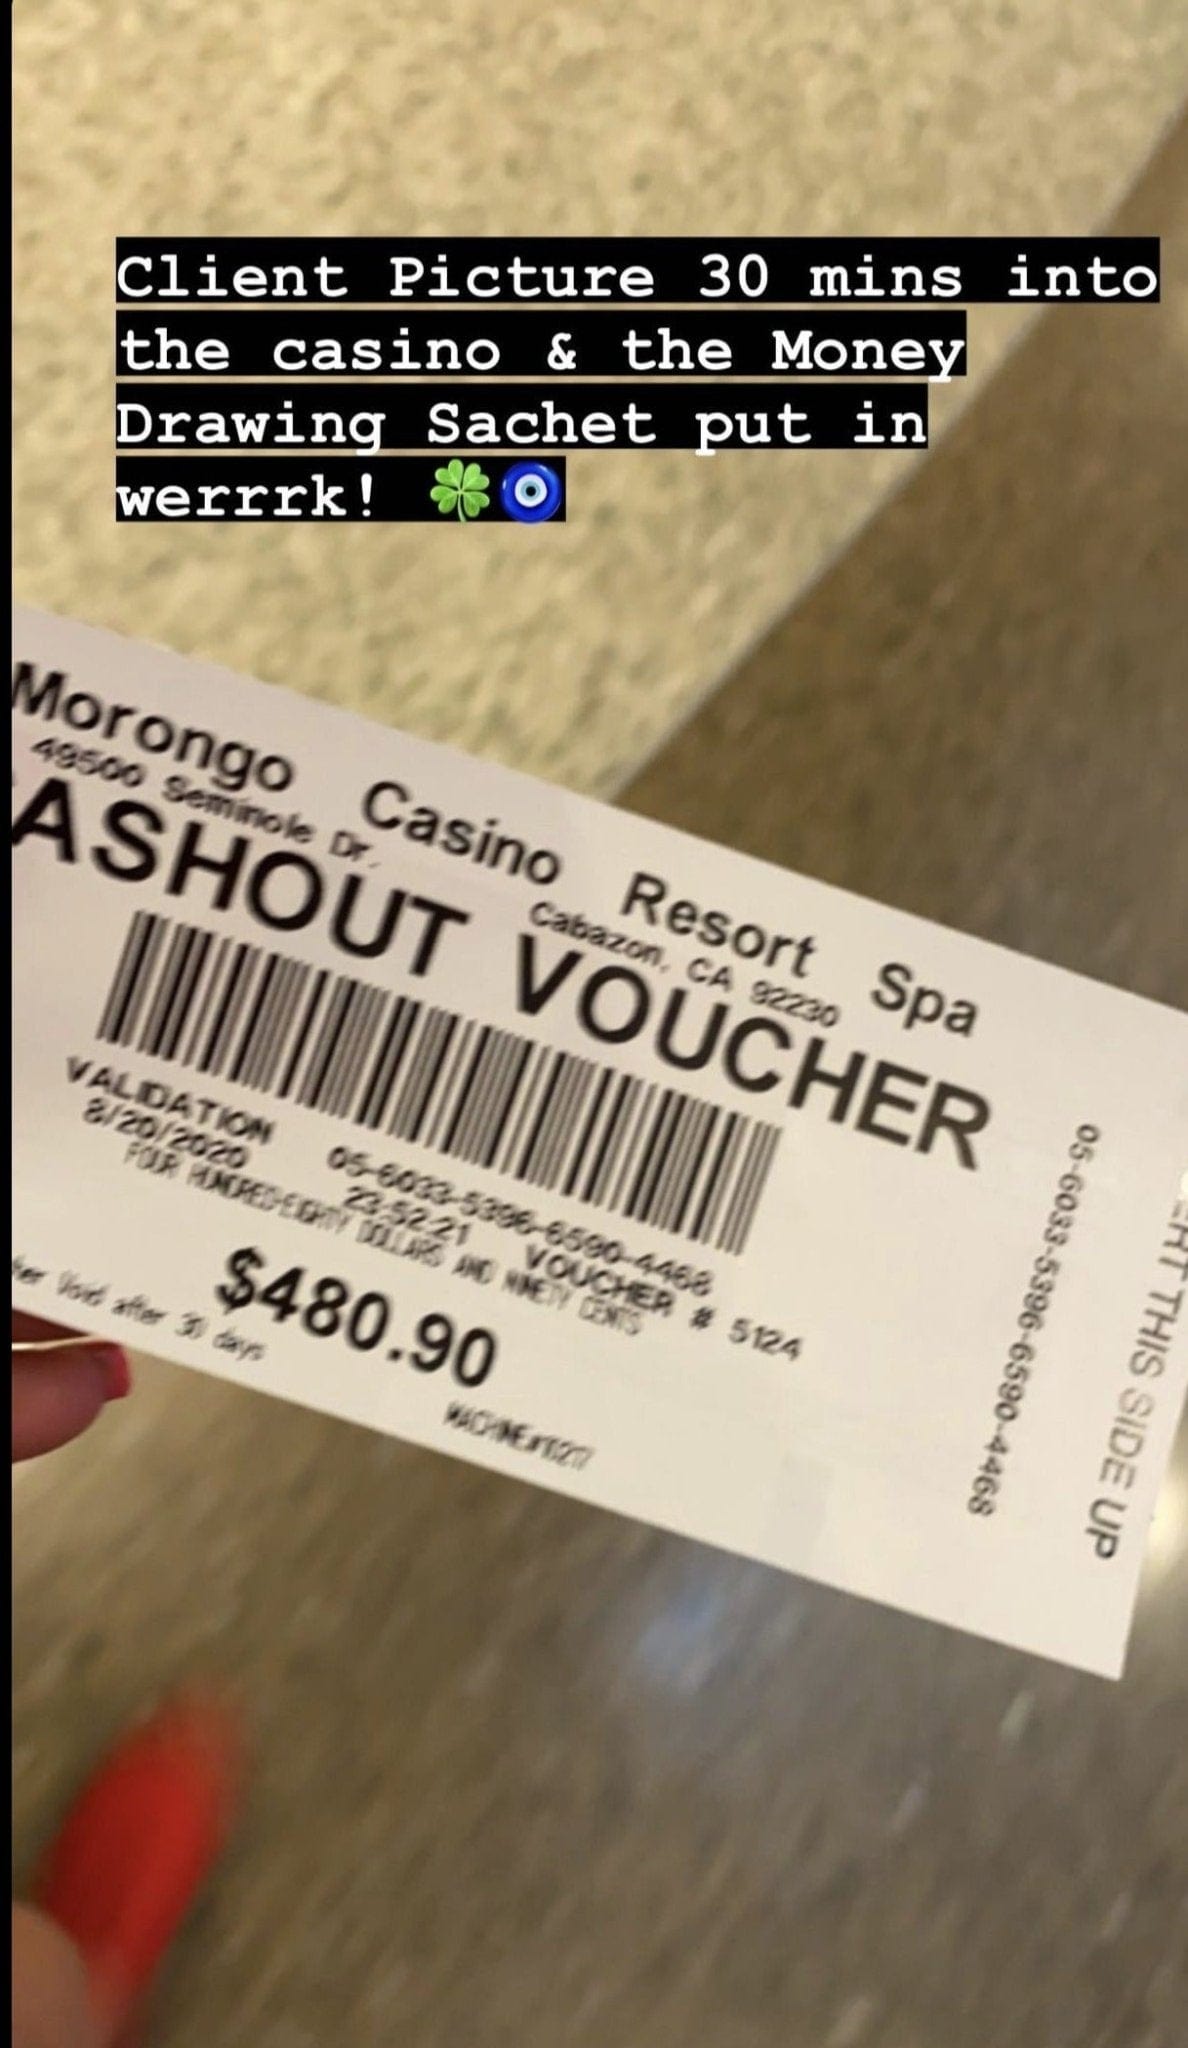 Client Picture 30 mins into
the casino & the Money
Drawing Sachet put in
werrrk! 🍀🧿
Morongo Casino Resort Spa
49500 Seminole Dr. Cabazon, CA 92230
ASHOUT VOUCHER
VALIDATION 05-6033-5396-6590-4468
8/20/2020 23:52:21 VOUCHER # 5124
FOUR HUNDRED-EIGHTY DOLLARS AND NINETY CENTS
$480.90
Void after 30 days
05-6033-5396-6590-4468
THIS SIDE UP